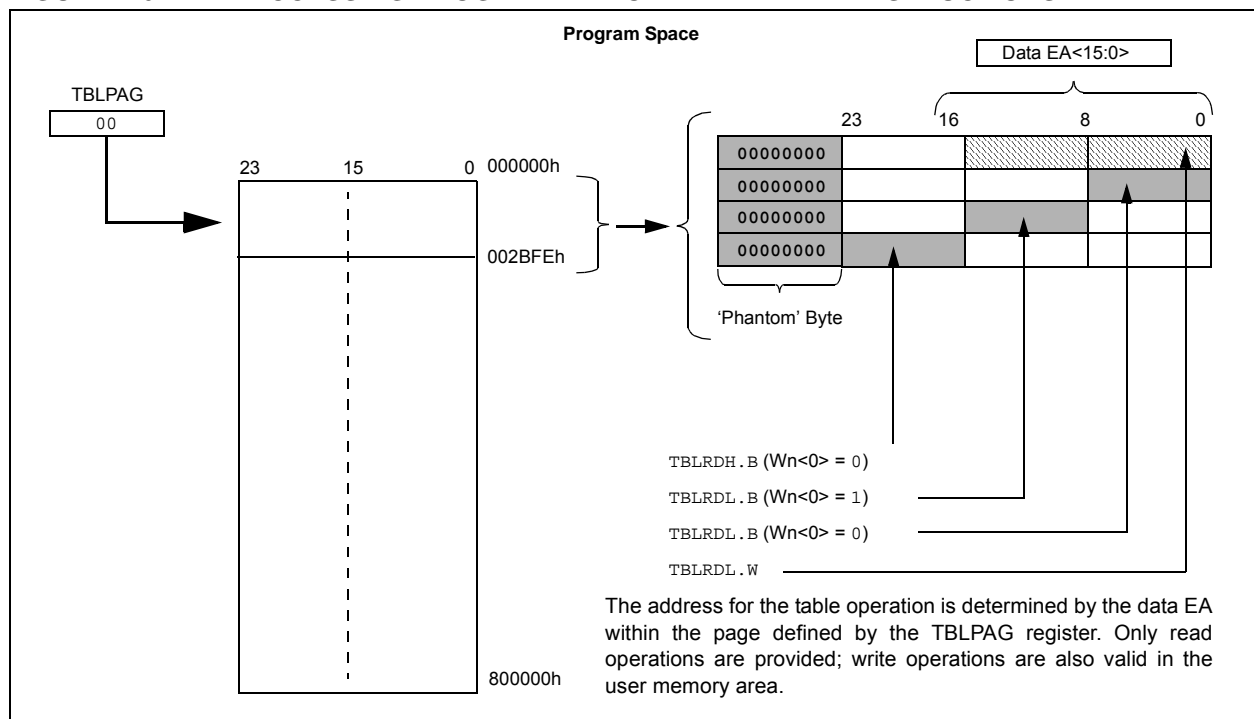 Program Space
Data EA<15:0>
TBLPAG
00
23 15 0
000000h
002BFEh
800000h
23 16 8 0
00000000
00000000
00000000
00000000
‘Phantom’ Byte
TBLRDH.B (Wn<0> = 0)
TBLRDL.B (Wn<0> = 1)
TBLRDL.B (Wn<0> = 0)
TBLRDL.W
The address for the table operation is determined by the data EA
within the page defined by the TBLPAG register. Only read
operations are provided; write operations are also valid in the
user memory area.